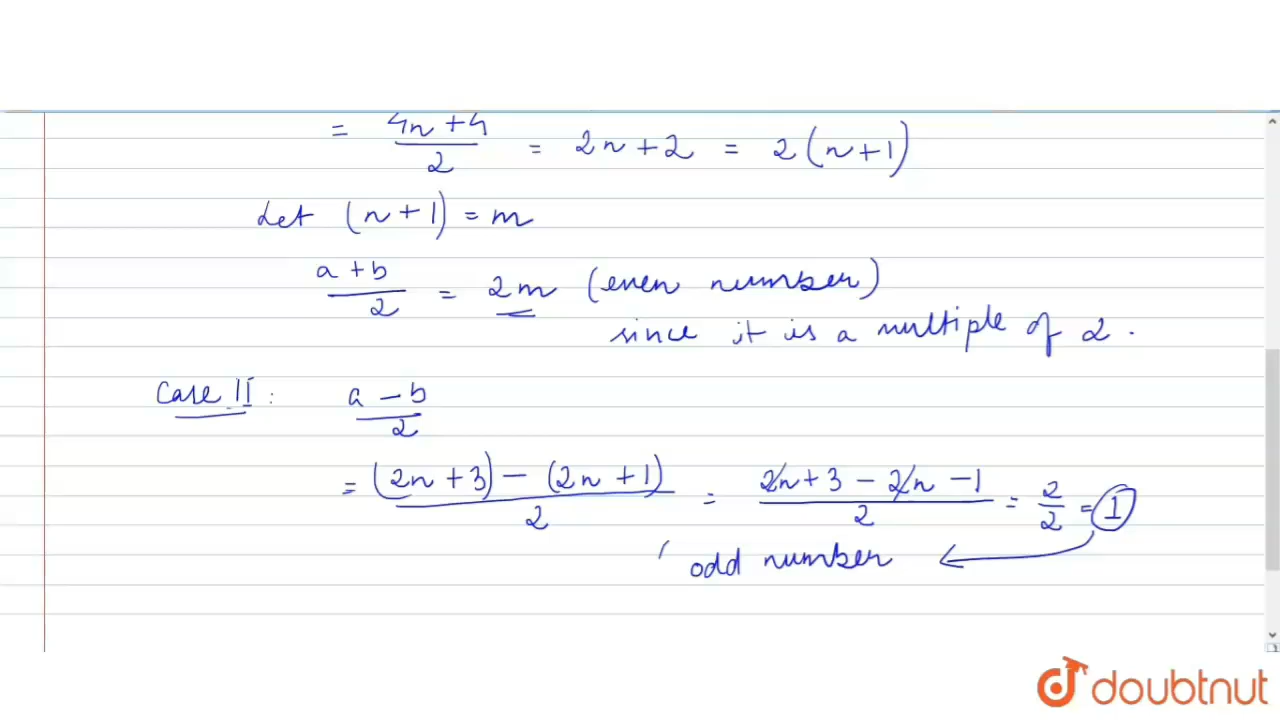 = 4n+4/2 = 2n+2 = 2(n+1)
Let (n+1) = m
a+b/2 = 2m (even number)
since it is a multiple of 2.
Case II: a-b/2
= (2n+3)-(2n+1)/2 = 2n+3-2n-1/2 = 2/2 = 1
odd number
doubtnut